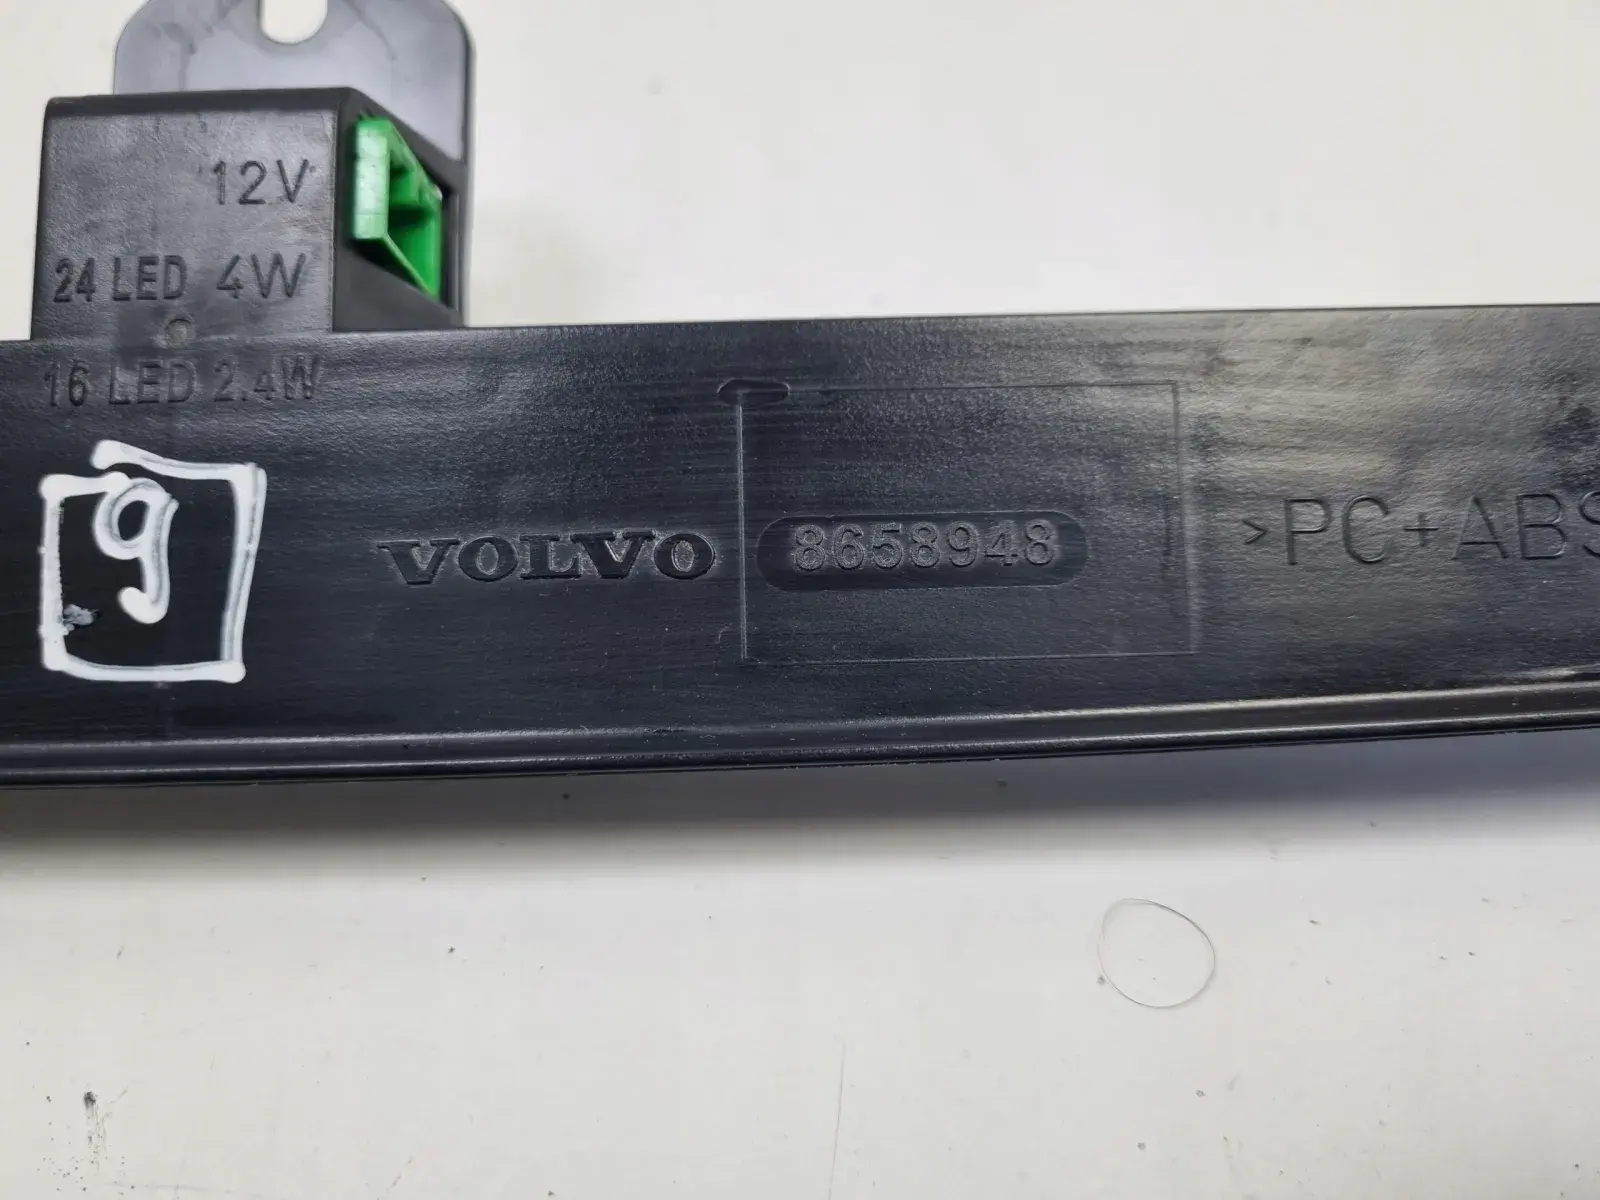 12V
24 LED 4W
16 LED 2.4W
9
VOLVO 8658948 >PC+ABS